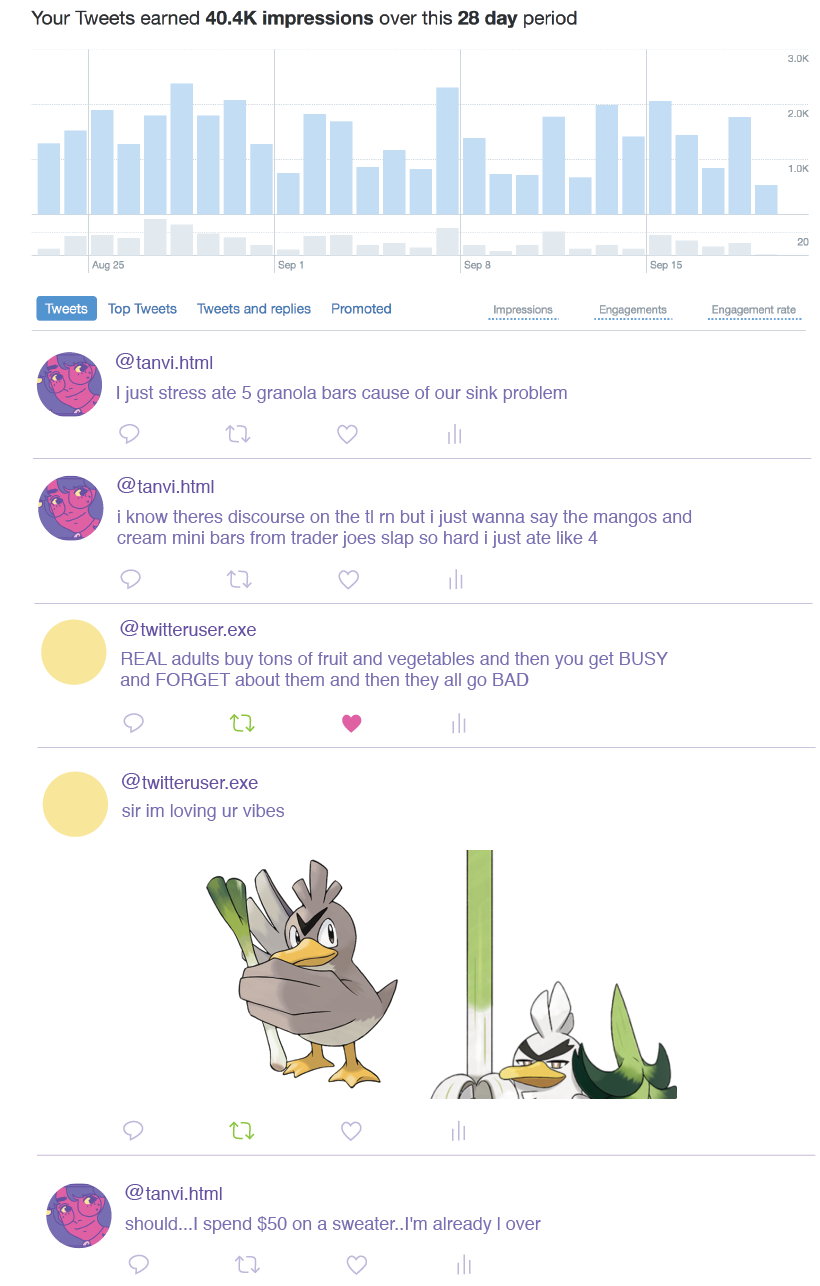 Your Tweets earned 40.4K impressions over this 28 day period
3.0K
2.0K
1.0K
20
Aug 25
Sep 1
Sep 8
Sep 15
Tweets
Top Tweets
Tweets and replies
Promoted
Impressions
Engagements
Engagement rate
@tanvi.html
I just stress ate 5 granola bars cause of our sink problem
@tanvi.html
i know theres discourse on the tl rn but i just wanna say the mangos and
cream mini bars from trader joes slap so hard i just ate like 4
@twitteruser.exe
REAL adults buy tons of fruit and vegetables and then you get BUSY
and FORGET about them and then they all go BAD
@twitteruser.exe
sir im loving ur vibes
@tanvi.html
should...I spend $50 on a sweater..I'm already l over